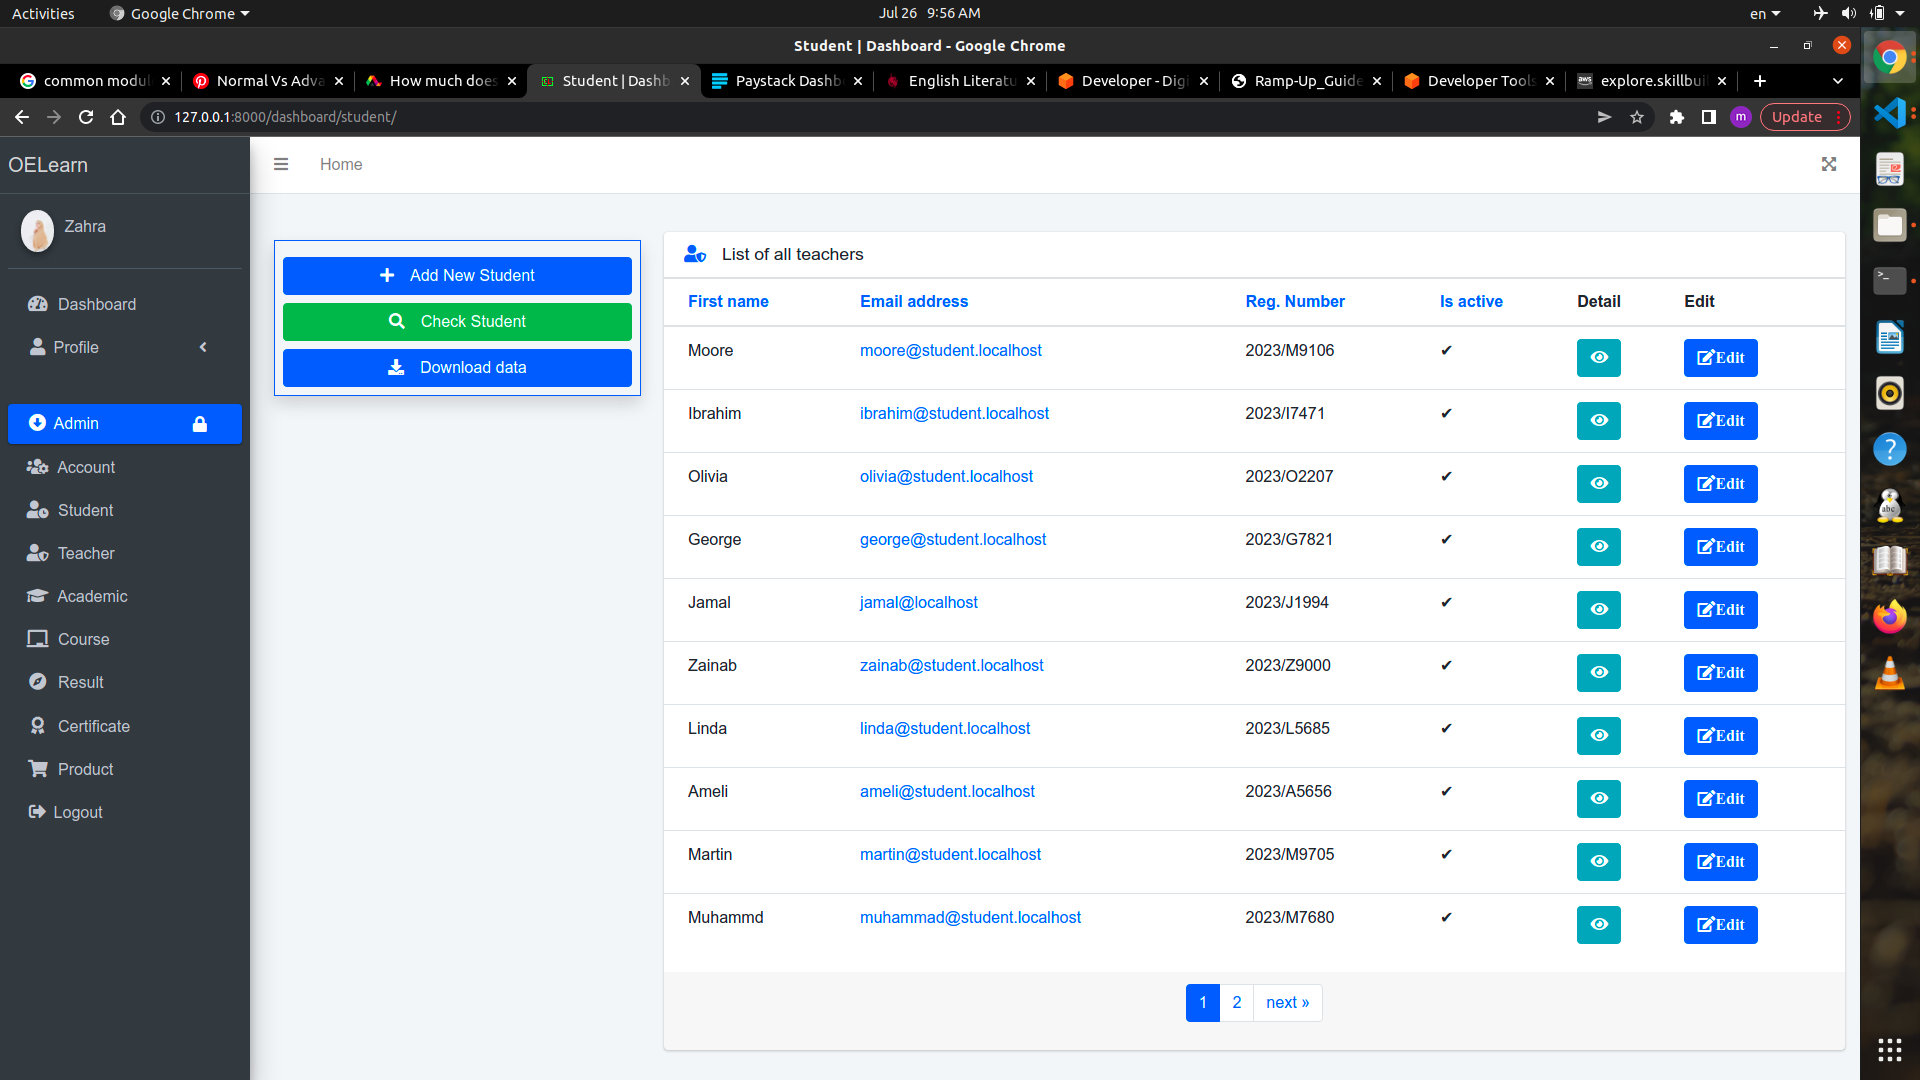 Activities Google Chrome Jul 26 9:56 AM en
Student | Dashboard - Google Chrome
common modul Normal Vs Adva How much does Student | Dashb Paystack Dashb English Literatu Developer - Digi Ramp-Up_Guide Developer Tools aws explore.skillbui
127.0.0.1:8000/dashboard/student/ m Update
OELearn
Zahra
Dashboard
Profile
Admin
Account
Student
Teacher
Academic
Course
Result
Certificate
Product
Logout
Home
Add New Student
Check Student
Download data
List of all teachers
First name Email address Reg. Number Is active Detail Edit
Moore moore@student.localhost 2023/M9106 ✔ Edit
Ibrahim ibrahim@student.localhost 2023/I7471 ✔ Edit
Olivia olivia@student.localhost 2023/O2207 ✔ Edit
George george@student.localhost 2023/G7821 ✔ Edit
Jamal jamal@localhost 2023/J1994 ✔ Edit
Zainab zainab@student.localhost 2023/Z9000 ✔ Edit
Linda linda@student.localhost 2023/L5685 ✔ Edit
Ameli ameli@student.localhost 2023/A5656 ✔ Edit
Martin martin@student.localhost 2023/M9705 ✔ Edit
Muhammd muhammad@student.localhost 2023/M7680 ✔ Edit
1 2 next »
>_
?
abc